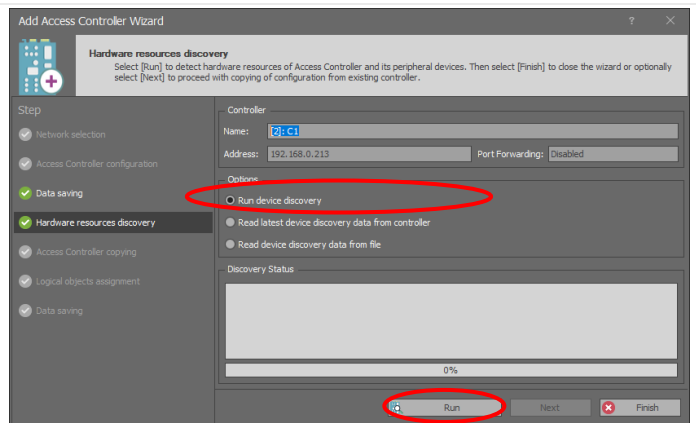 Add Access Controller Wizard
?
Hardware resources discovery
Select [Run] to detect hardware resources of Access Controller and its peripheral devices. Then select [Finish] to close the wizard or optionally
select [Next] to proceed with copying of configuration from existing controller.
Step
Network selection
Access Controller configuration
Data saving
Hardware resources discovery
Access Controller copying
Logical objects assignment
Data saving
Controller
Name: [2]: C1
Address: 192.168.0.213 Port Forwarding: Disabled
Options
Run device discovery
Read latest device discovery data from controller
Read device discovery data from file
Discovery Status
0%
Run Next Finish